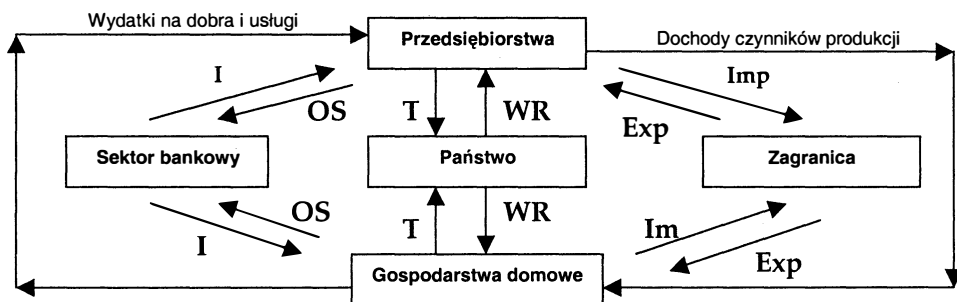 Wydatki na dobra i usługi
Przedsiębiorstwa
Dochody czynników produkcji
I
Imp
OS
T
WR
Exp
Sektor bankowy
Państwo
Zagranica
OS
I
T
WR
Im
Exp
Gospodarstwa domowe